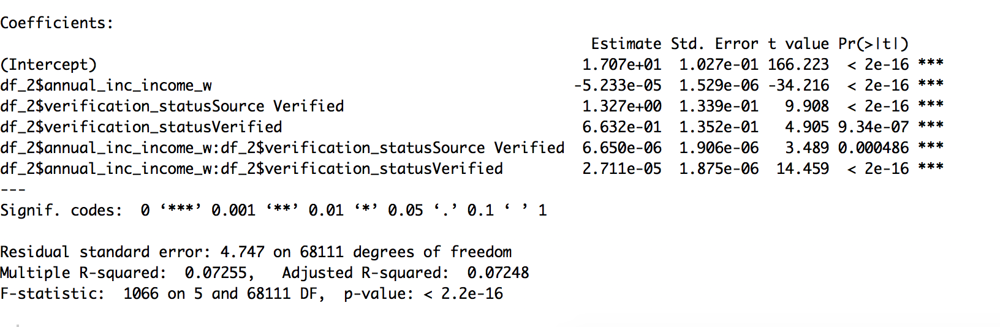 Coefficients:
Estimate Std. Error t value Pr(>|t|)
(Intercept) 1.707e+01 1.027e-01 166.223 < 2e-16 ***
df_2$annual_inc_income_w -5.233e-05 1.529e-06 -34.216 < 2e-16 ***
df_2$verification_statusSource Verified 1.327e+00 1.339e-01 9.908 < 2e-16 ***
df_2$verification_statusVerified 6.632e-01 1.352e-01 4.905 9.34e-07 ***
df_2$annual_inc_income_w:df_2$verification_statusSource Verified 6.650e-06 1.906e-06 3.489 0.000486 ***
df_2$annual_inc_income_w:df_2$verification_statusVerified 2.711e-05 1.875e-06 14.459 < 2e-16 ***
---
Signif. codes: 0 ‘***’ 0.001 ‘**’ 0.01 ‘*’ 0.05 ‘.’ 0.1 ‘ ’ 1
Residual standard error: 4.747 on 68111 degrees of freedom
Multiple R-squared: 0.07255, Adjusted R-squared: 0.07248
F-statistic: 1066 on 5 and 68111 DF, p-value: < 2.2e-16